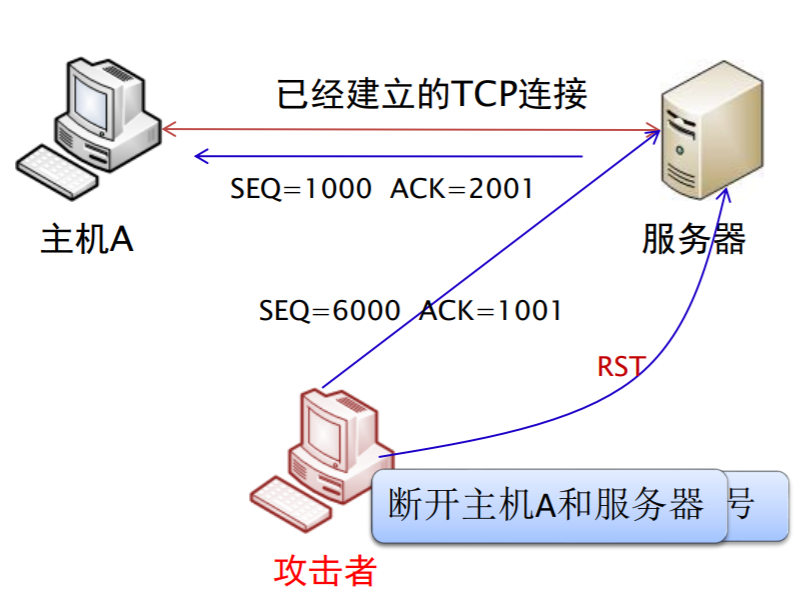 已经建立的TCP连接
SEQ=1000 ACK=2001
主机A
服务器
SEQ=6000 ACK=1001
RST
断开主机A和服务器
号
攻击者